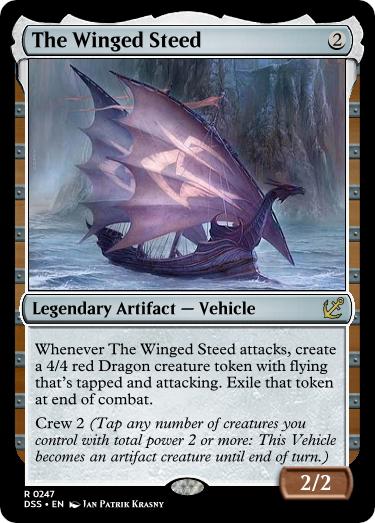 The Winged Steed 2
Legendary Artifact — Vehicle
Whenever The Winged Steed attacks, create
a 4/4 red Dragon creature token with flying
that's tapped and attacking. Exile that token
at end of combat.
Crew 2 (Tap any number of creatures you
control with total power 2 or more: This Vehicle
becomes an artifact creature until end of turn.)
2/2
R 0247
DSS • EN Jan Patrik Krasny